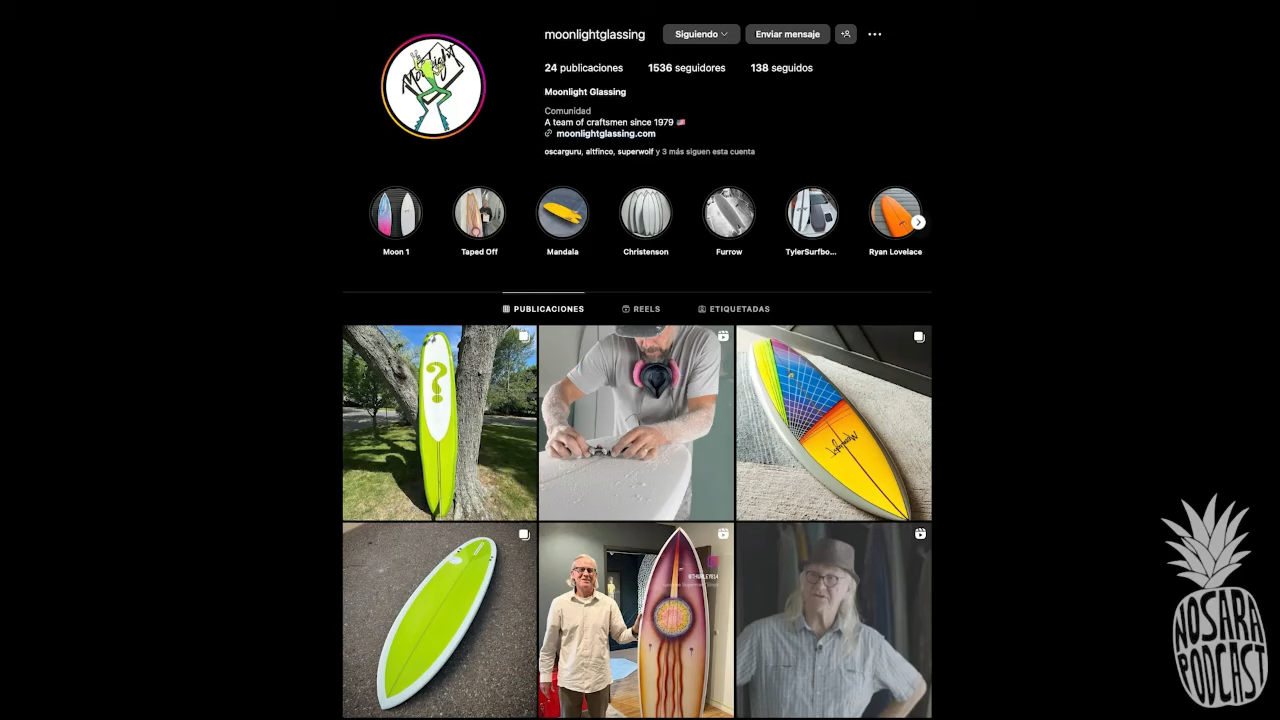 moonlightglassing
Siguiendo
Enviar mensaje
24 publicaciones
1536 seguidores
138 seguidos
Moonlight Glassing
Comunidad
A team of craftsmen since 1979 🇺🇸
moonlightglassing.com
oscarguru, altfinco, superwolf y 3 más siguen esta cuenta
Moon 1
Taped Off
Mandala
Christenson
Furrow
TylerSurfbo...
Ryan Lovelace
PUBLICACIONES
REELS
ETIQUETADAS
Moonlight
?
Moonlight
NOSARA
PODCAST